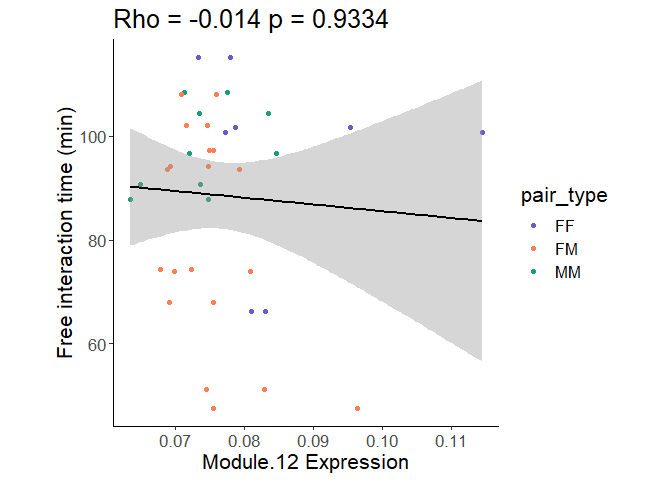 Rho = -0.014 p = 0.9334
Free interaction time (min)
100
80
60
0.07 0.08 0.09 0.10 0.11
Module.12 Expression
pair_type
FF
FM
MM